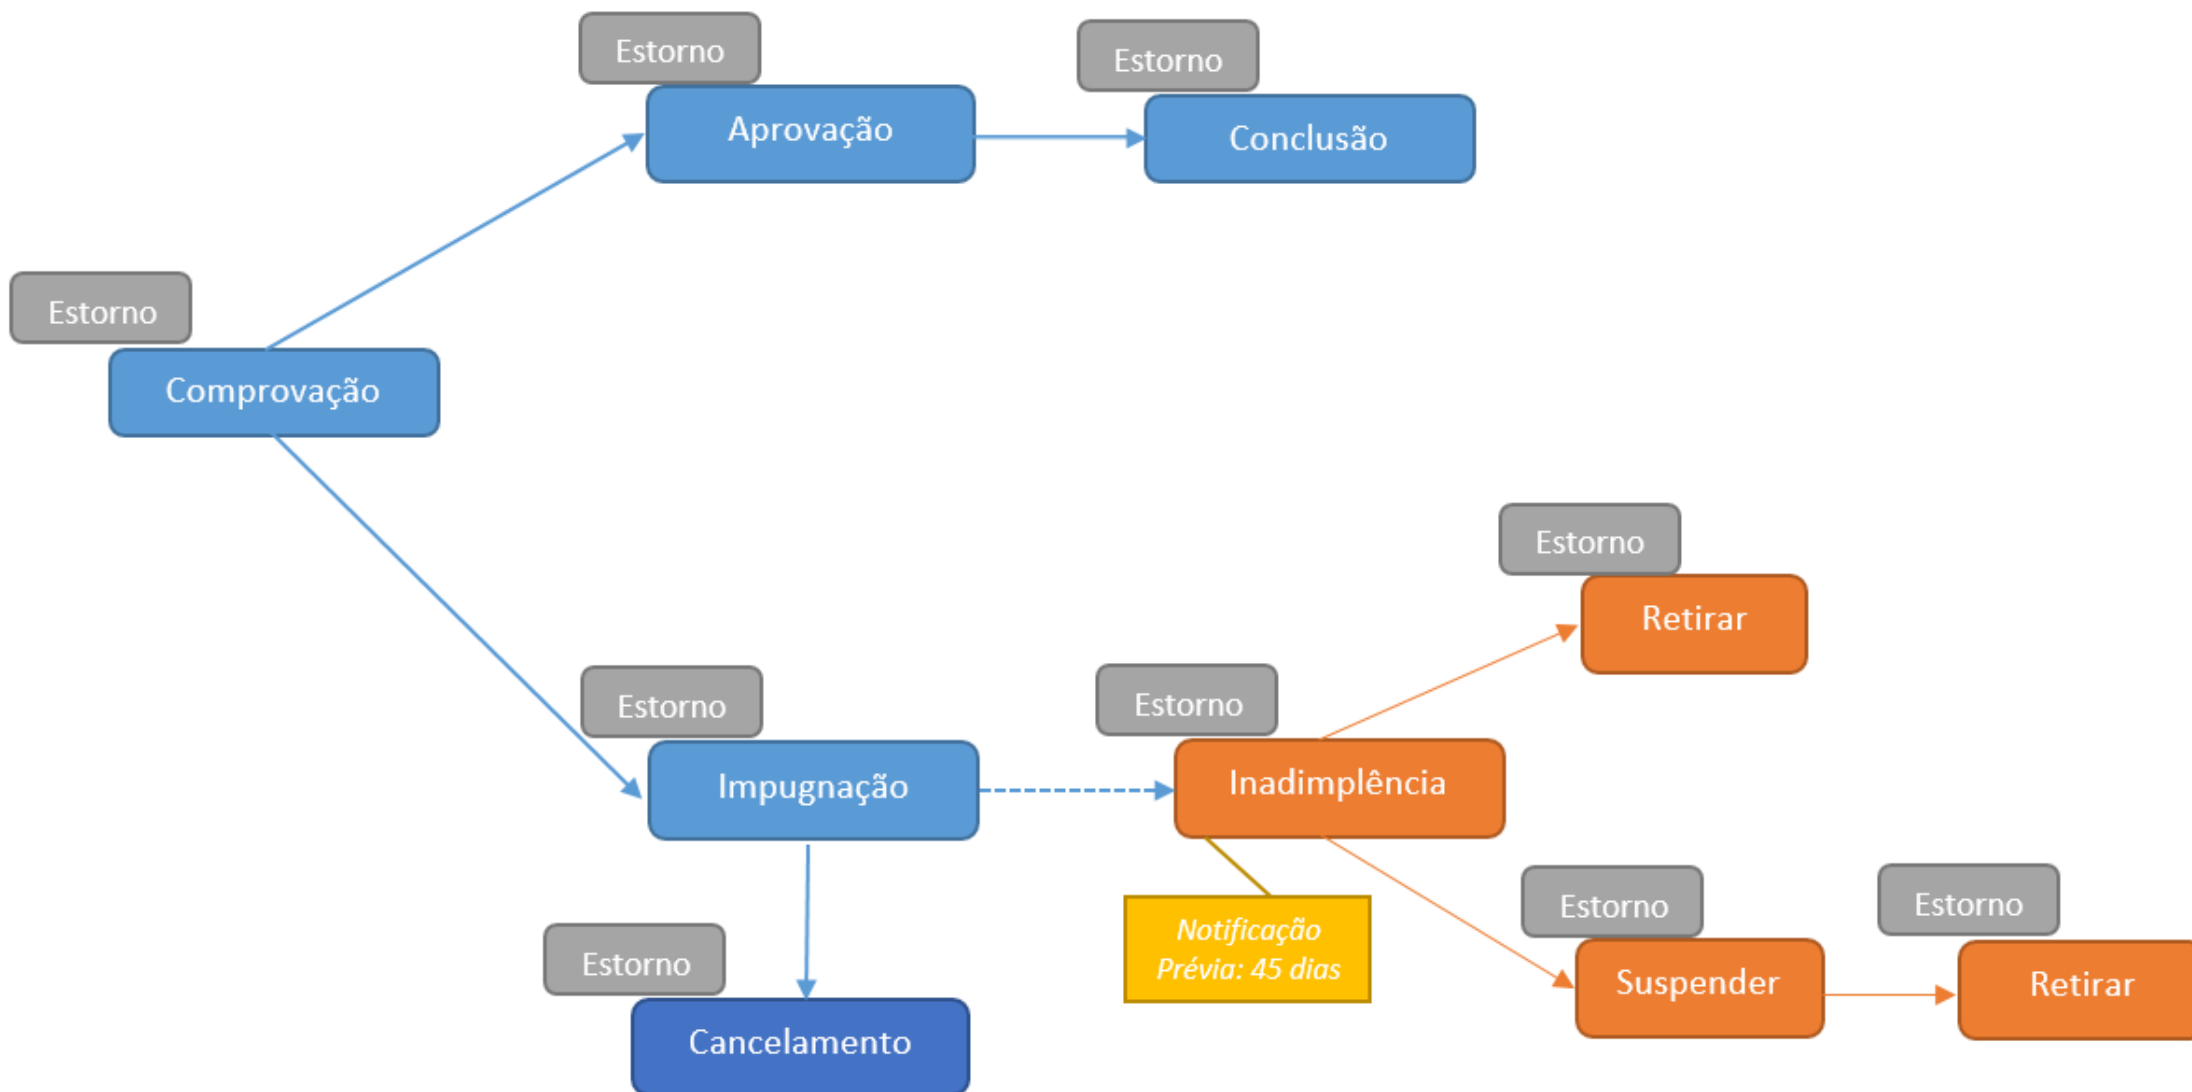 Estorno
Aprovação
Estorno
Conclusão
Estorno
Comprovação
Estorno
Retirar
Estorno
Impugnação
Estorno
Inadimplência
Notificação
Prévia: 45 dias
Estorno
Suspender
Estorno
Retirar
Estorno
Cancelamento